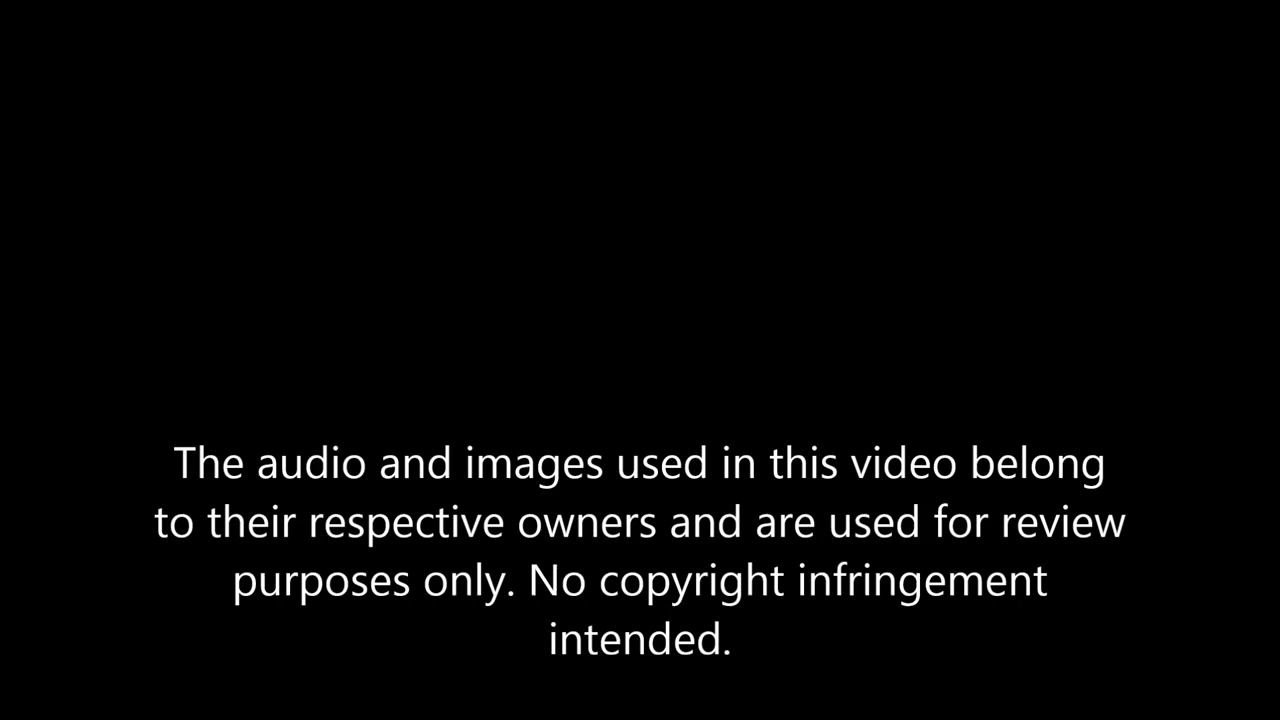 The audio and images used in this video belong
to their respective owners and are used for review
purposes only. No copyright infringement
intended.